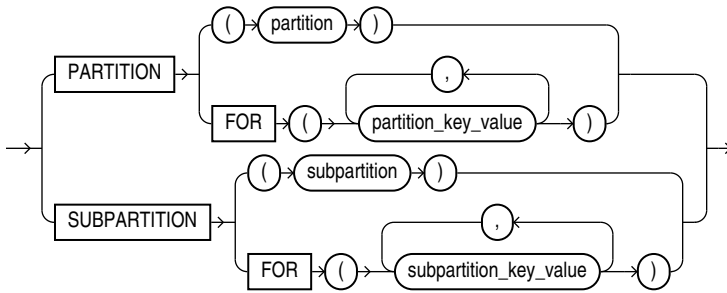 ( partition )
PARTITION
,
FOR ( partition_key_value )
( subpartition )
SUBPARTITION
,
FOR ( subpartition_key_value )